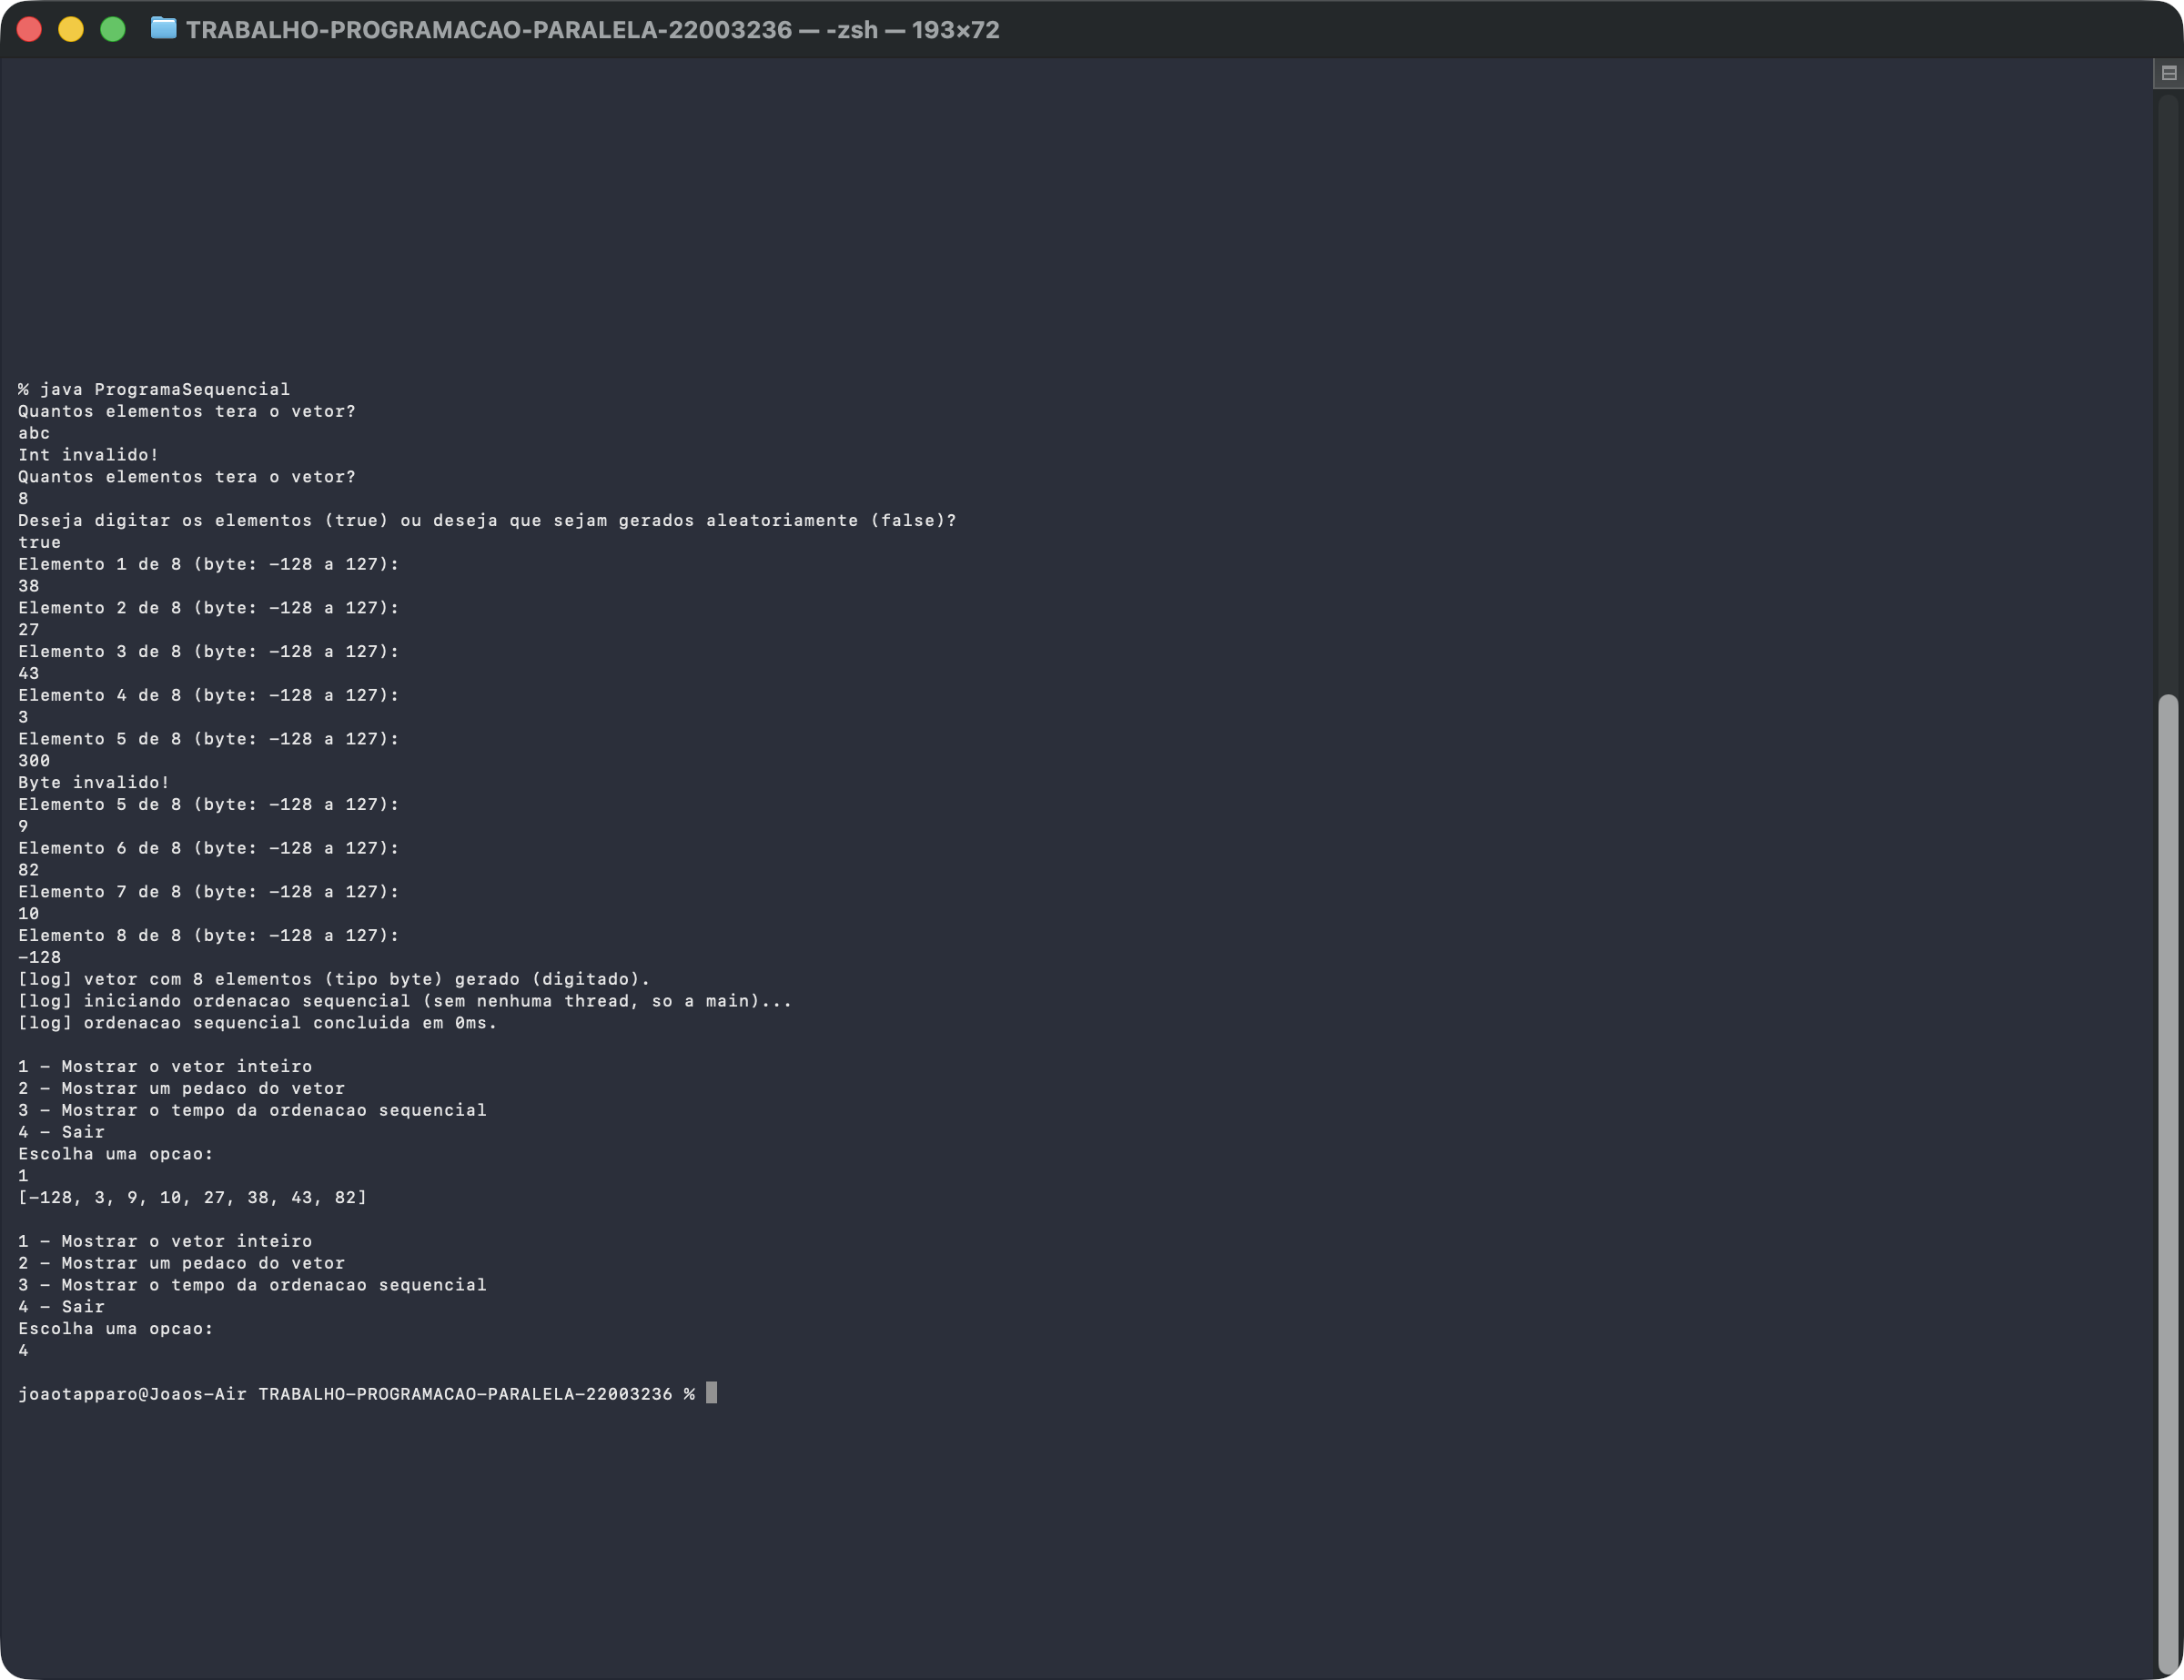 TRABALHO-PROGRAMACAO-PARALELA-22003236 — -zsh — 193×72
% java ProgramaSequencial
Quantos elementos tera o vetor?
abc
Int invalido!
Quantos elementos tera o vetor?
8
Deseja digitar os elementos (true) ou deseja que sejam gerados aleatoriamente (false)?
true
Elemento 1 de 8 (byte: -128 a 127):
38
Elemento 2 de 8 (byte: -128 a 127):
27
Elemento 3 de 8 (byte: -128 a 127):
43
Elemento 4 de 8 (byte: -128 a 127):
3
Elemento 5 de 8 (byte: -128 a 127):
300
Byte invalido!
Elemento 5 de 8 (byte: -128 a 127):
9
Elemento 6 de 8 (byte: -128 a 127):
82
Elemento 7 de 8 (byte: -128 a 127):
10
Elemento 8 de 8 (byte: -128 a 127):
-128
[log] vetor com 8 elementos (tipo byte) gerado (digitado).
[log] iniciando ordenacao sequencial (sem nenhuma thread, so a main)...
[log] ordenacao sequencial concluida em 0ms.
1 - Mostrar o vetor inteiro
2 - Mostrar um pedaco do vetor
3 - Mostrar o tempo da ordenacao sequencial
4 - Sair
Escolha uma opcao:
1
[-128, 3, 9, 10, 27, 38, 43, 82]
1 - Mostrar o vetor inteiro
2 - Mostrar um pedaco do vetor
3 - Mostrar o tempo da ordenacao sequencial
4 - Sair
Escolha uma opcao:
4
joaotapparo@Joaos-Air TRABALHO-PROGRAMACAO-PARALELA-22003236 %